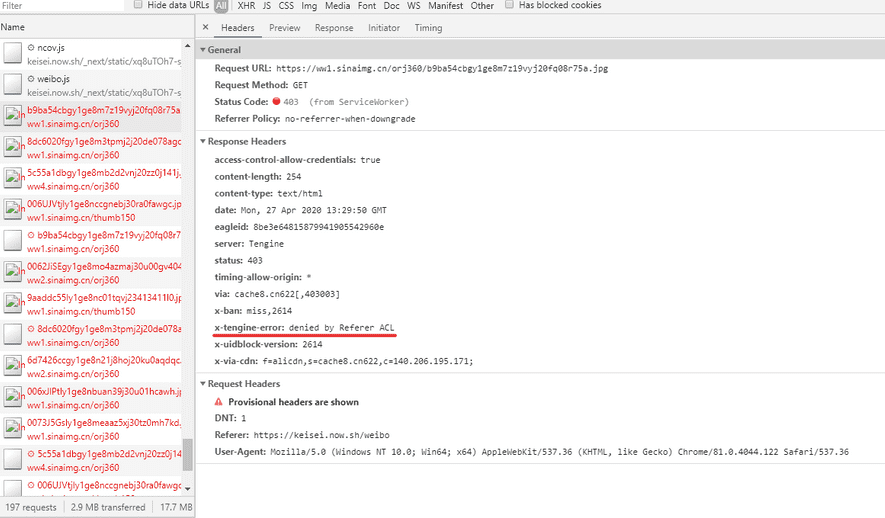 Filter
Hide data URLs
All
XHR JS CSS Img Media Font Doc WS Manifest Other
Has blocked cookies
Name
× Headers Preview Response Initiator Timing
ncov.js
keisei.now.sh/_next/static/xq8uTOh7-s
weibo.js
keisei.now.sh/_next/static/xq8uTOh7-s
b9ba54cbgy1ge8m7z19vyj20fq08r75a
ww1.sinaimg.cn/orj360
8dc6020fgy1ge8m3tpmj2j20de078agc
ww1.sinaimg.cn/orj360
5c55a1dbgy1ge8mb2d2vnj20zz0j141j
ww4.sinaimg.cn/orj360
006UJVtjly1ge8nccgnebj30ra0fawgc.jp
ww1.sinaimg.cn/thumb150
b9ba54cbgy1ge8m7z19vyj20fq08r7
ww1.sinaimg.cn/orj360
0062JiSEgy1ge8mo4azmaj30u00gv404
ww2.sinaimg.cn/orj360
9aaddc55ly1ge8nc01tqvj23413411l0.jp
ww1.sinaimg.cn/thumb150
8dc6020fgy1ge8m3tpmj2j20de078a
ww1.sinaimg.cn/orj360
6d7426ccgy1ge8n21j8hoj20ku0aqdqc.
ww2.sinaimg.cn/orj360
006xJlPtly1ge8nbuan39j30u01hcawh.jp
ww1.sinaimg.cn/thumb150
0073J5Gsly1ge8meaaz5xj30tz0mh7kd.
ww1.sinaimg.cn/thumb150
5c55a1dbgy1ge8mb2d2vnj20zz0j14
ww4.sinaimg.cn/orj360
006UJVtjly1ge8nccgnebj30ra0fawgc
ww1.sinaimg.cn/thumb150
197 requests 2.9 MB transferred 17.7 MB
General
Request URL: https://ww1.sinaimg.cn/orj360/b9ba54cbgy1ge8m7z19vyj20fq08r75a.jpg
Request Method: GET
Status Code: 403 (from ServiceWorker)
Referrer Policy: no-referrer-when-downgrade
Response Headers
access-control-allow-credentials: true
content-length: 254
content-type: text/html
date: Mon, 27 Apr 2020 13:29:50 GMT
eagleid: 8be3e64815879941905542960e
server: Tengine
status: 403
timing-allow-origin: *
via: cache8.cn622[,403003]
x-ban: miss,2614
x-tengine-error: denied by Referer ACL
x-uidblock-version: 2614
x-via-cdn: f=alicdn,s=cache8.cn622,c=140.206.195.171;
Request Headers
Provisional headers are shown
DNT: 1
Referer: https://keisei.now.sh/weibo
User-Agent: Mozilla/5.0 (Windows NT 10.0; Win64; x64) AppleWebKit/537.36 (KHTML, like Gecko) Chrome/81.0.4044.122 Safari/537.36